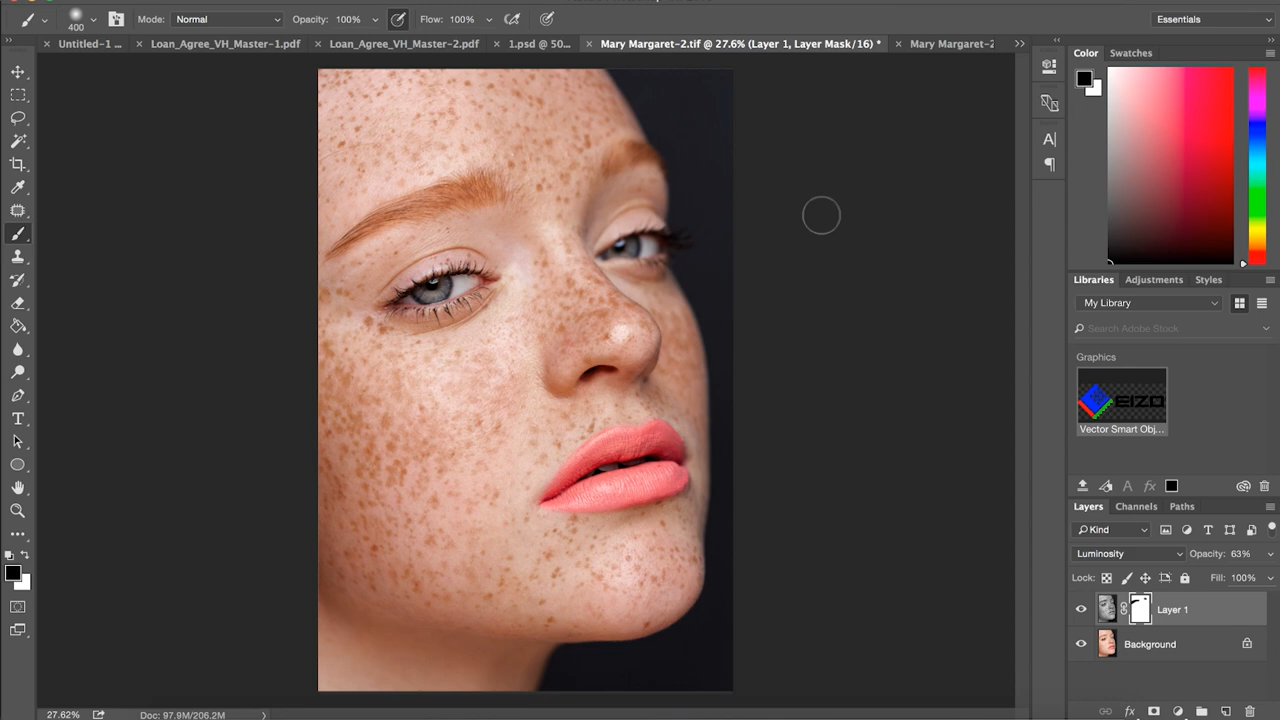 400
Mode: Normal
Opacity: 100%
Flow: 100%
Essentials
Untitled-1 ...
Loan_Agree_VH_Master-1.pdf
Loan_Agree_VH_Master-2.pdf
1.psd @ 50...
Mary Margaret-2.tif @ 27.6% (Layer 1, Layer Mask/16) *
Mary Margaret-2
Color
Swatches
Libraries
Adjustments
Styles
My Library
Search Adobe Stock
Graphics
EIZO
Vector Smart Obj...
Layers
Channels
Paths
Kind
Luminosity
Opacity: 63%
Lock:
Fill: 100%
Layer 1
Background
27.62%
Doc: 97.9M/206.2M